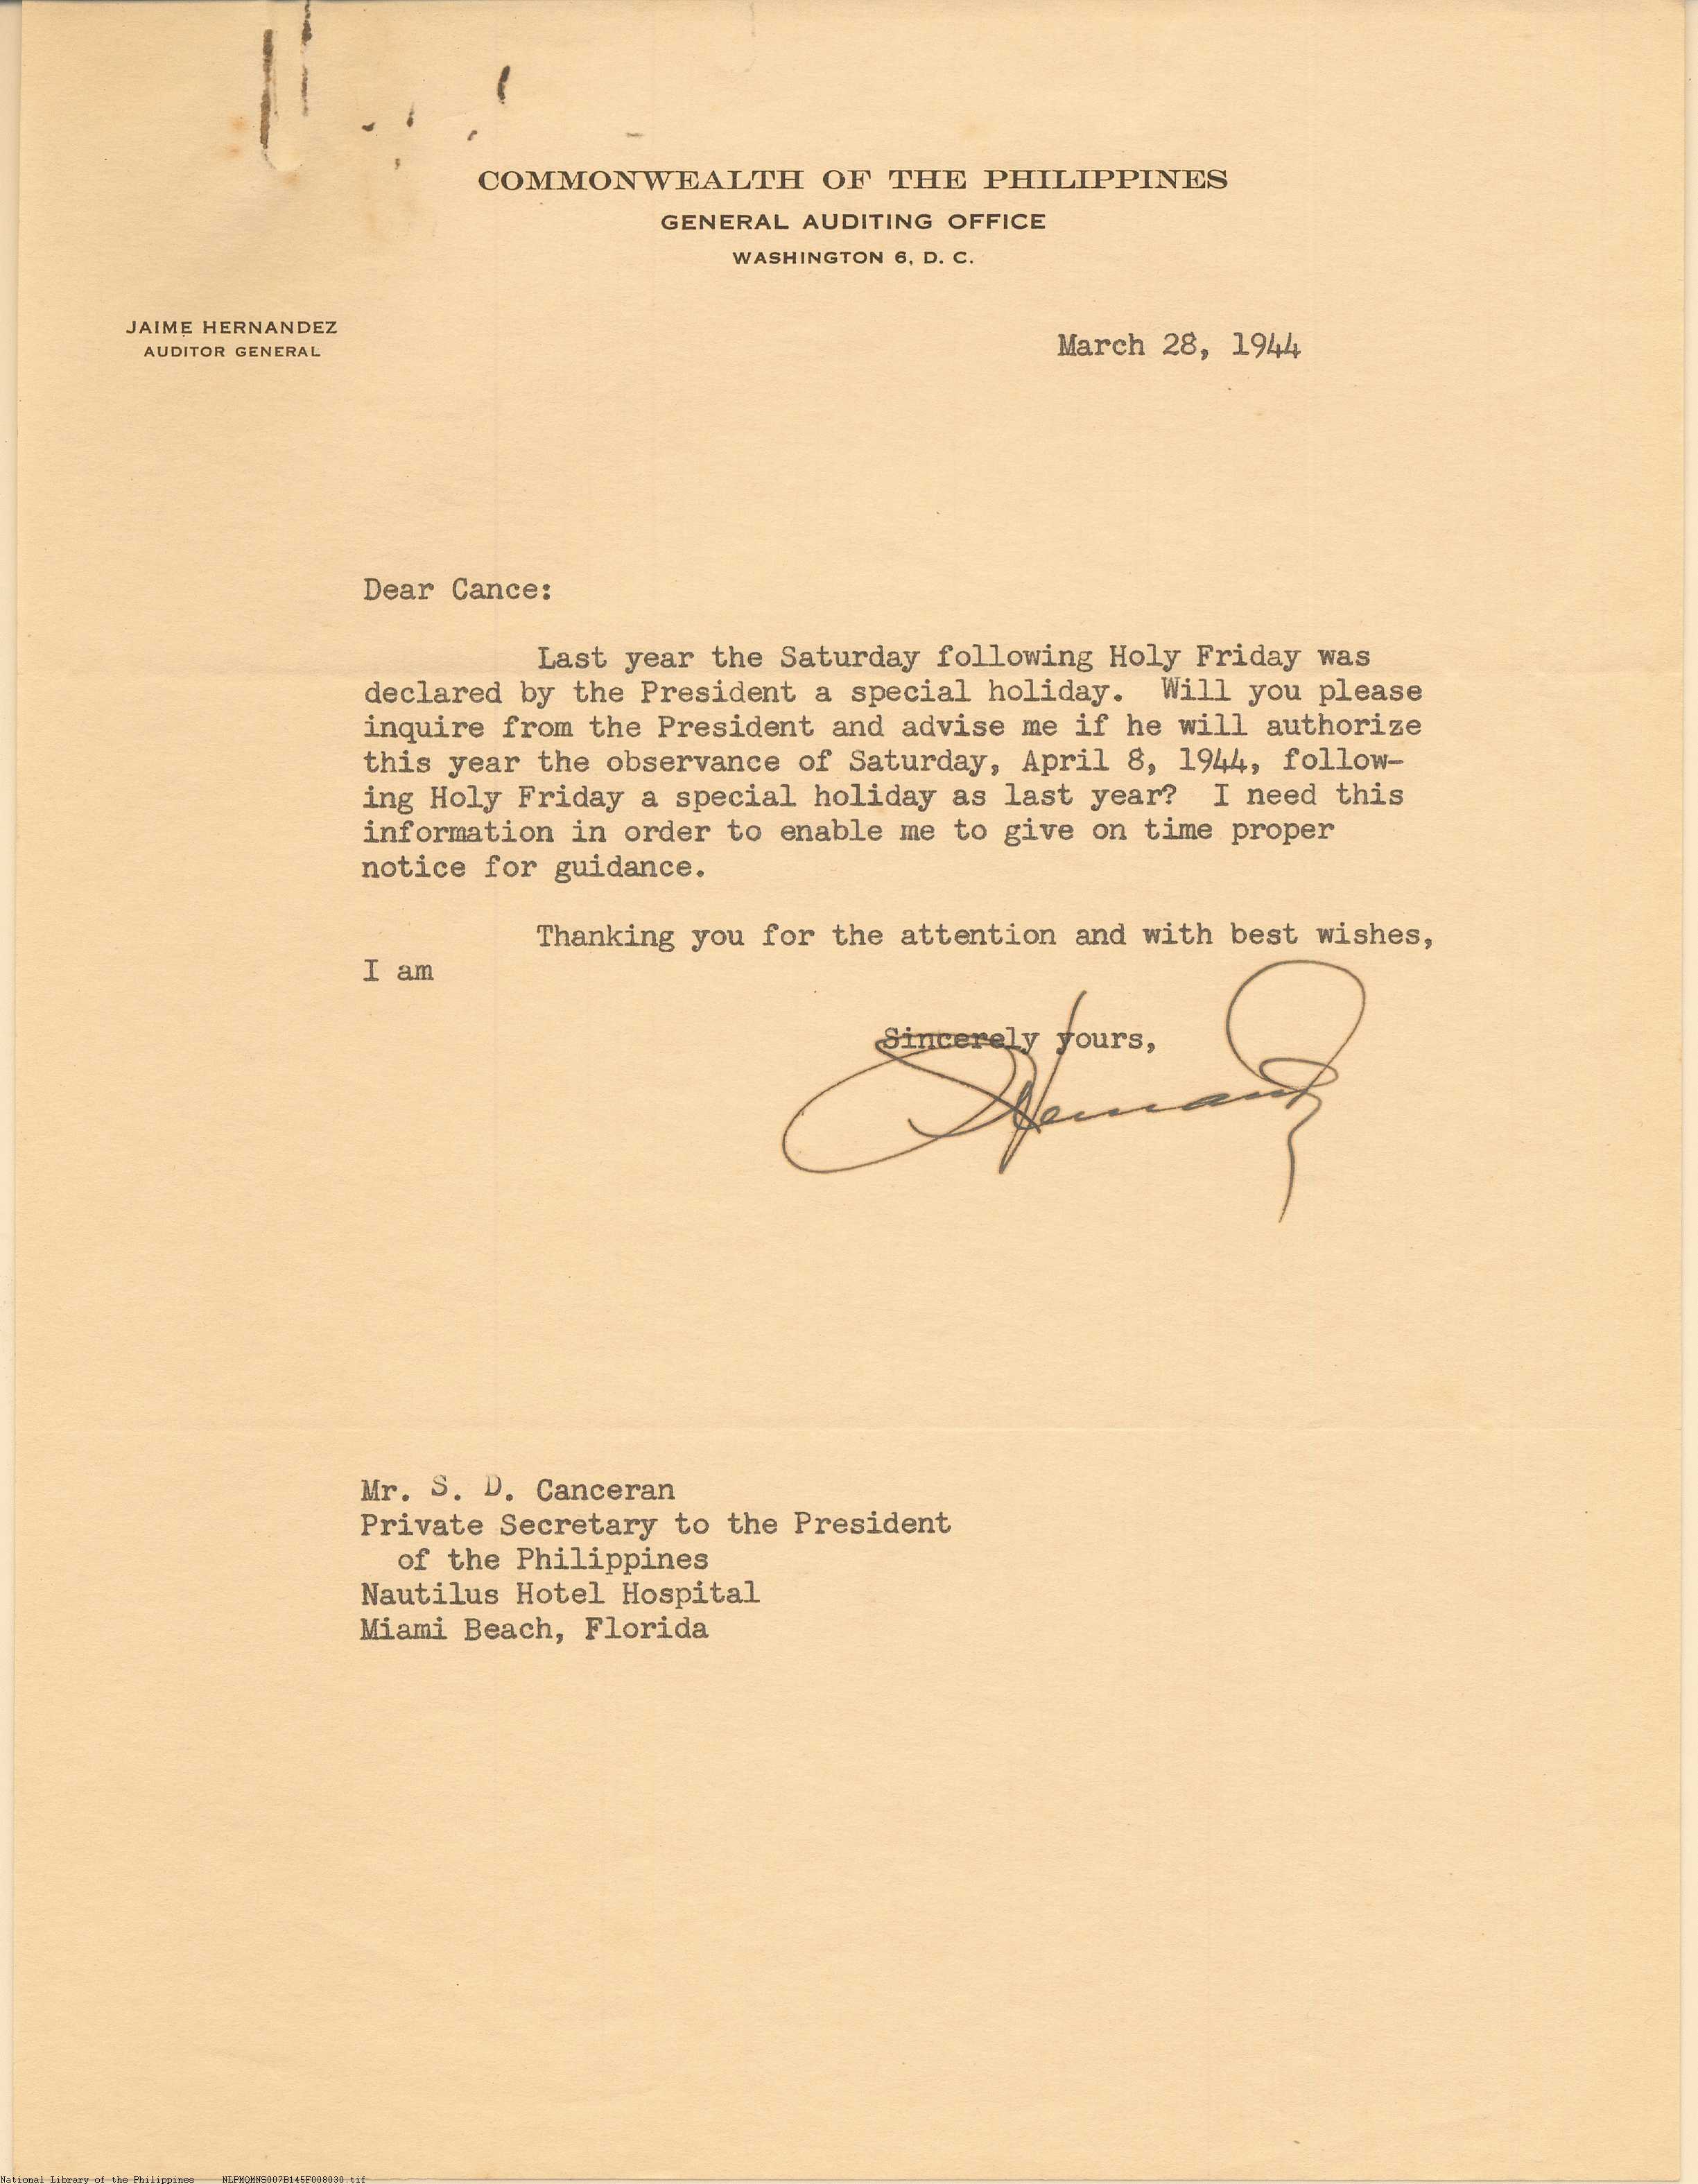 COMMONWEALTH OF THE PHILIPPINES
GENERAL AUDITING OFFICE
WASHINGTON 6, D. C.
JAIME HERNANDEZ
AUDITOR GENERAL
March 28, 1944
Dear Cance:
Last year the Saturday following Holy Friday was
declared by the President a special holiday. Will you please
inquire from the President and advise me if he will authorize
this year the observance of Saturday, April 8, 1944, follow-
ing Holy Friday a special holiday as last year? I need this
information in order to enable me to give on time proper
notice for guidance.
Thanking you for the attention and with best wishes,
I am
Sincerely yours,
JHernandez
Mr. S. D. Canceran
Private Secretary to the President
of the Philippines
Nautilus Hotel Hospital
Miami Beach, Florida
National Library of the Philippines NLPMQMNS007B145F008030.tif